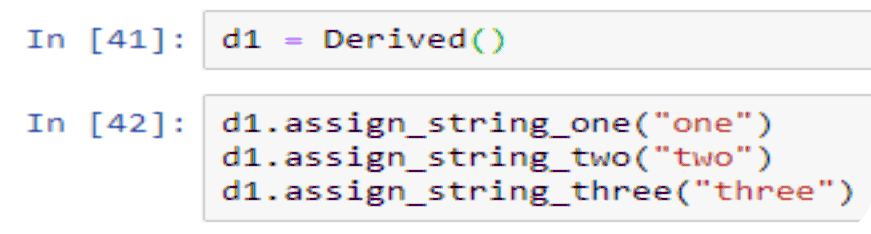 In [41]: d1 = Derived()
In [42]: d1.assign_string_one("one")
d1.assign_string_two("two")
d1.assign_string_three("three")